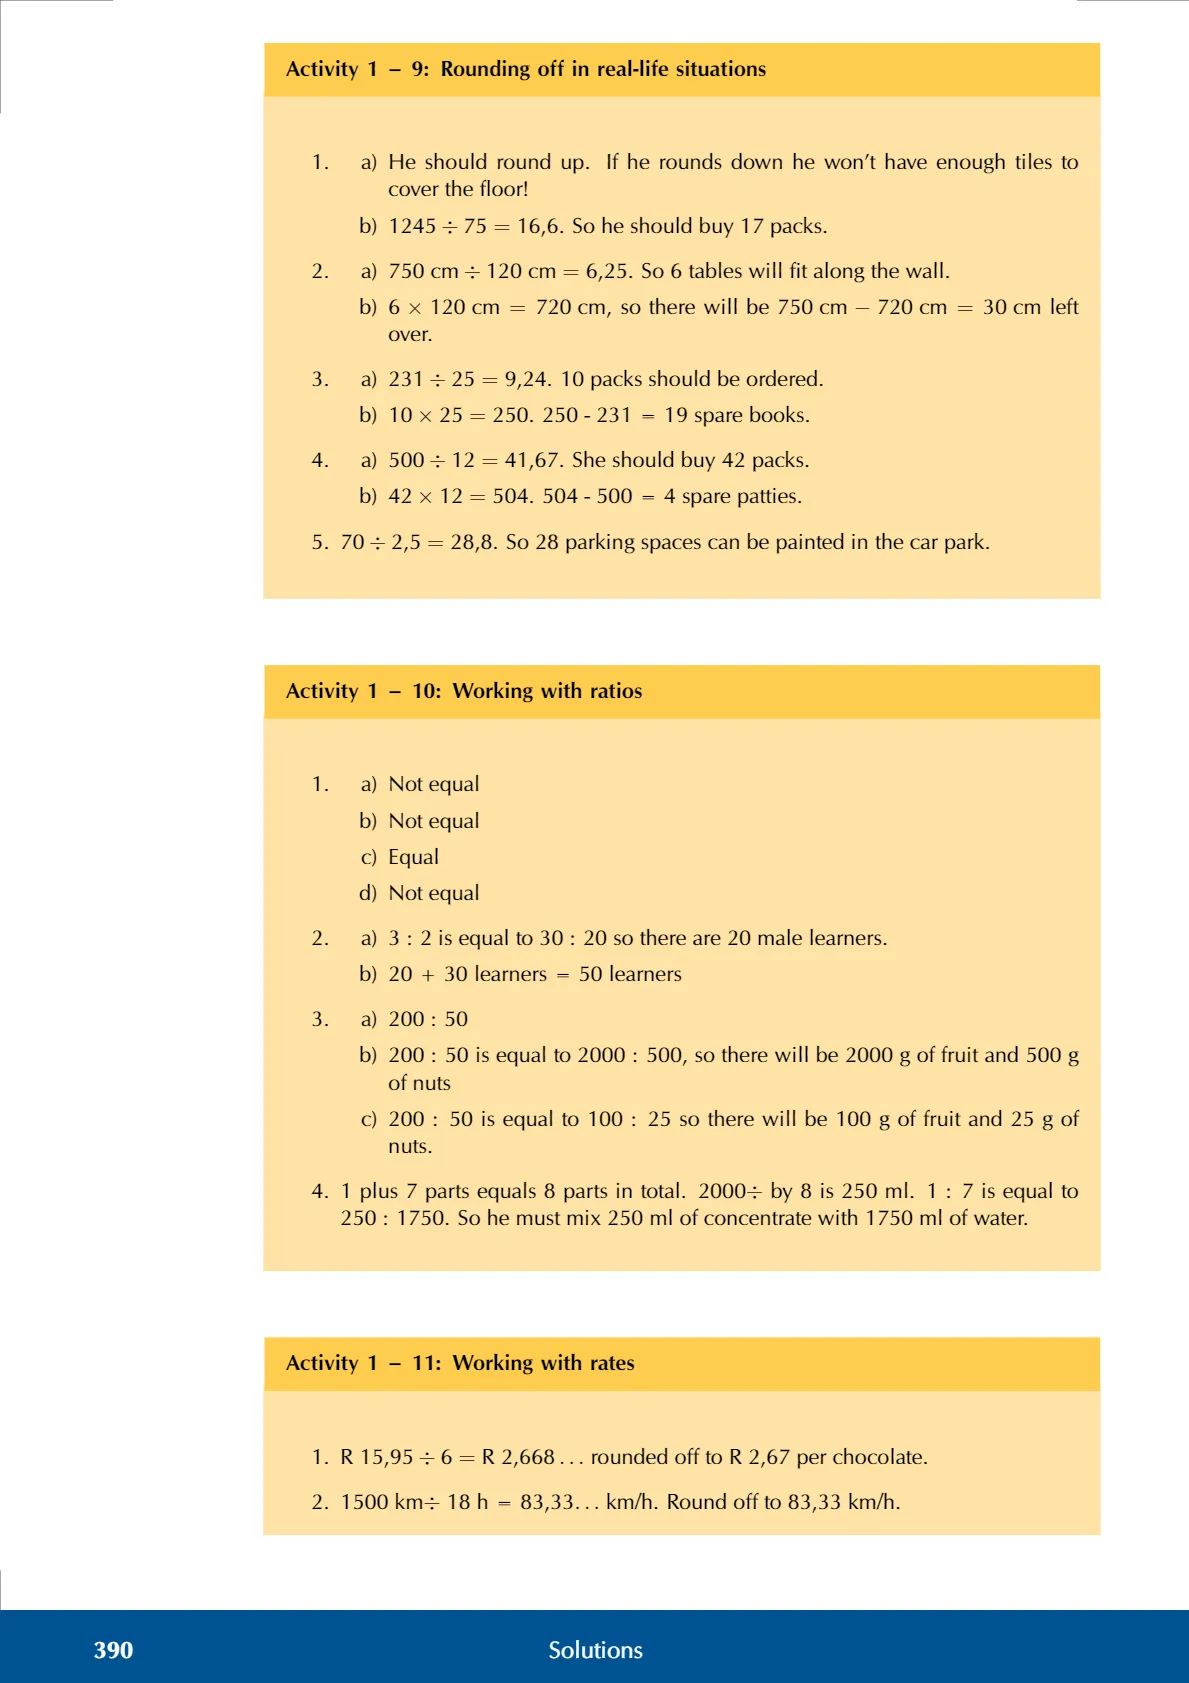 Activity 1 – 9: Rounding off in real-life situations
1. a) He should round up. If he rounds down he won’t have enough tiles to
cover the floor!
b) 1245 ÷ 75 = 16,6. So he should buy 17 packs.
2. a) 750 cm ÷ 120 cm = 6,25. So 6 tables will fit along the wall.
b) 6 × 120 cm = 720 cm, so there will be 750 cm − 720 cm = 30 cm left
over.
3. a) 231 ÷ 25 = 9,24. 10 packs should be ordered.
b) 10 × 25 = 250. 250 - 231 = 19 spare books.
4. a) 500 ÷ 12 = 41,67. She should buy 42 packs.
b) 42 × 12 = 504. 504 - 500 = 4 spare patties.
5. 70 ÷ 2,5 = 28,8. So 28 parking spaces can be painted in the car park.
Activity 1 – 10: Working with ratios
1. a) Not equal
b) Not equal
c) Equal
d) Not equal
2. a) 3 : 2 is equal to 30 : 20 so there are 20 male learners.
b) 20 + 30 learners = 50 learners
3. a) 200 : 50
b) 200 : 50 is equal to 2000 : 500, so there will be 2000 g of fruit and 500 g
of nuts
c) 200 : 50 is equal to 100 : 25 so there will be 100 g of fruit and 25 g of
nuts.
4. 1 plus 7 parts equals 8 parts in total. 2000÷ by 8 is 250 ml. 1 : 7 is equal to
250 : 1750. So he must mix 250 ml of concentrate with 1750 ml of water.
Activity 1 – 11: Working with rates
1. R 15,95 ÷ 6 = R 2,668 . . . rounded off to R 2,67 per chocolate.
2. 1500 km÷ 18 h = 83,33. . . km/h. Round off to 83,33 km/h.
390 Solutions